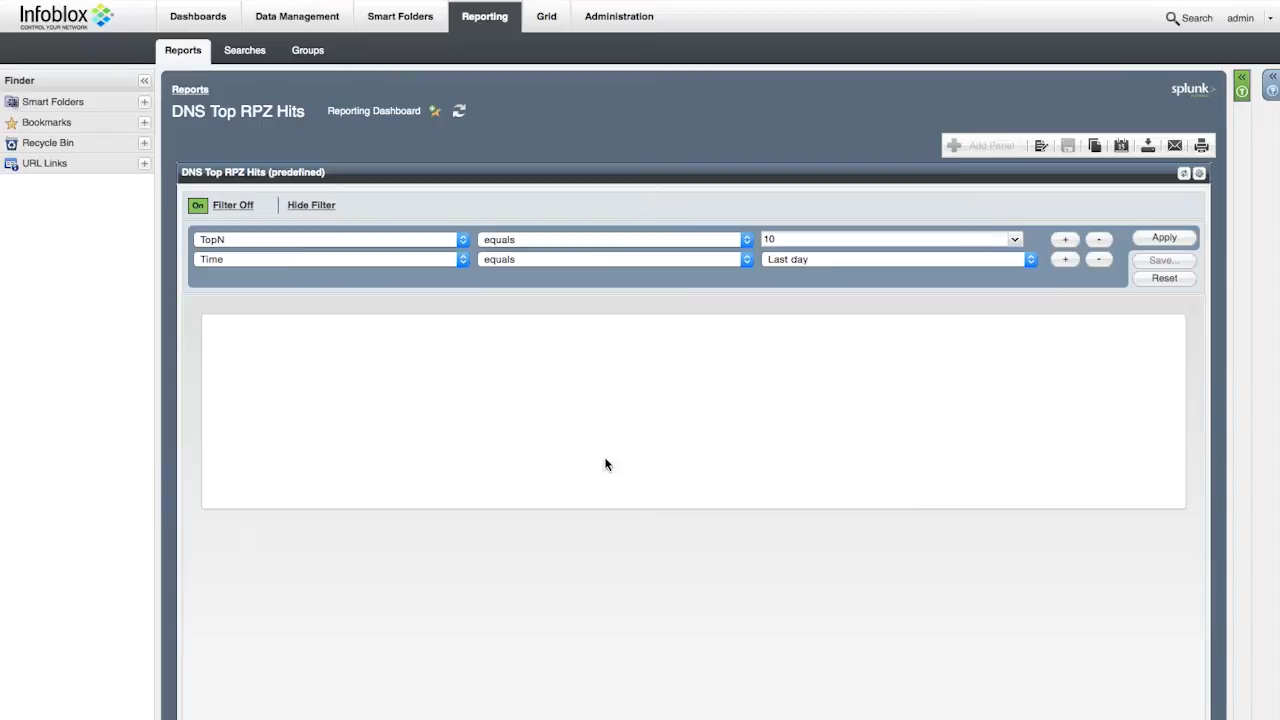 Infoblox
CONTROL YOUR NETWORK
Dashboards
Data Management
Smart Folders
Reporting
Grid
Administration
Search
admin
Reports
Searches
Groups
Finder
Smart Folders
Bookmarks
Recycle Bin
URL Links
Reports
splunk>
DNS Top RPZ Hits
Reporting Dashboard
Add Panel
DNS Top RPZ Hits (predefined)
On
Filter Off
Hide Filter
TopN
equals
10
+
-
Apply
Time
equals
Last day
+
-
Save...
Reset